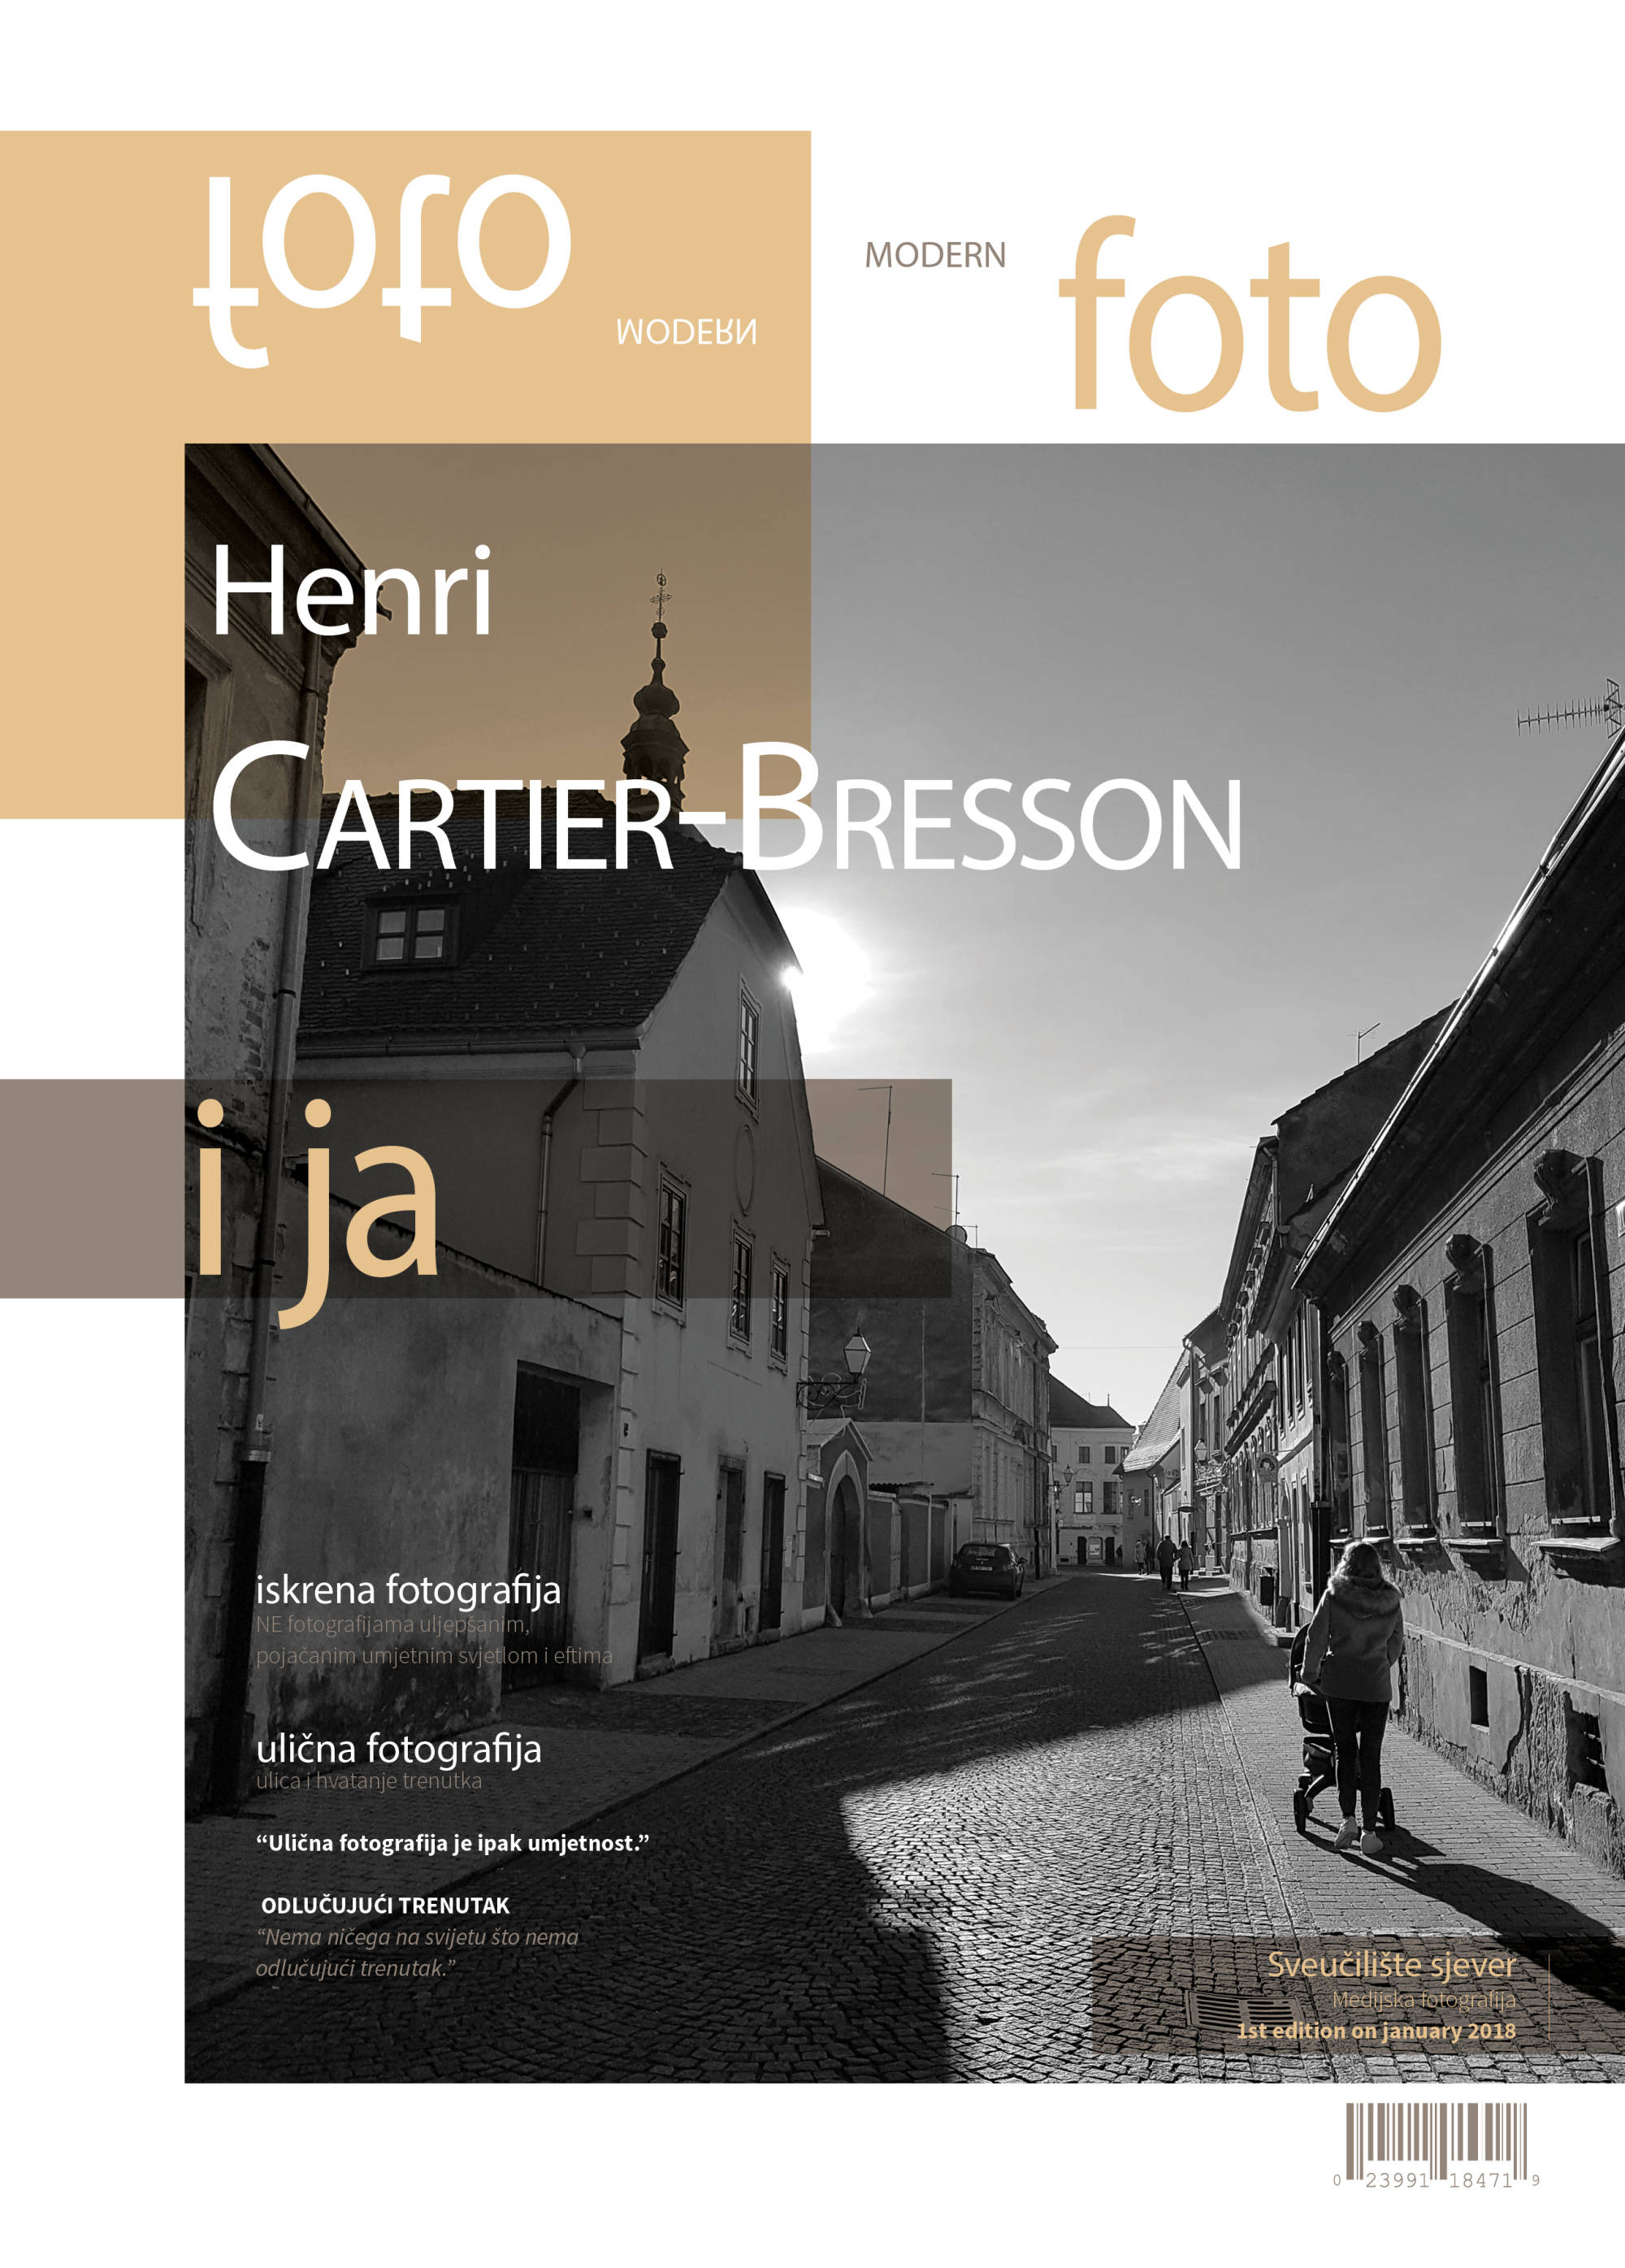 foto
MODERN
MODERN
foto
Henri
CARTIER-BRESSON
i ja
iskrena fotografija
NE fotografijama uljepšanim,
pojačanim umjetnim svjetlom i eftima
ulična fotografija
ulica i hvatanje trenutka
“Ulična fotografija je ipak umjetnost.”
ODLUČUJUĆI TRENUTAK
“Nema ničega na svijetu što nema
odlučujući trenutak.”
Sveučilište sjever
Medijska fotografija
1st edition on january 2018
0 23991 18471 9